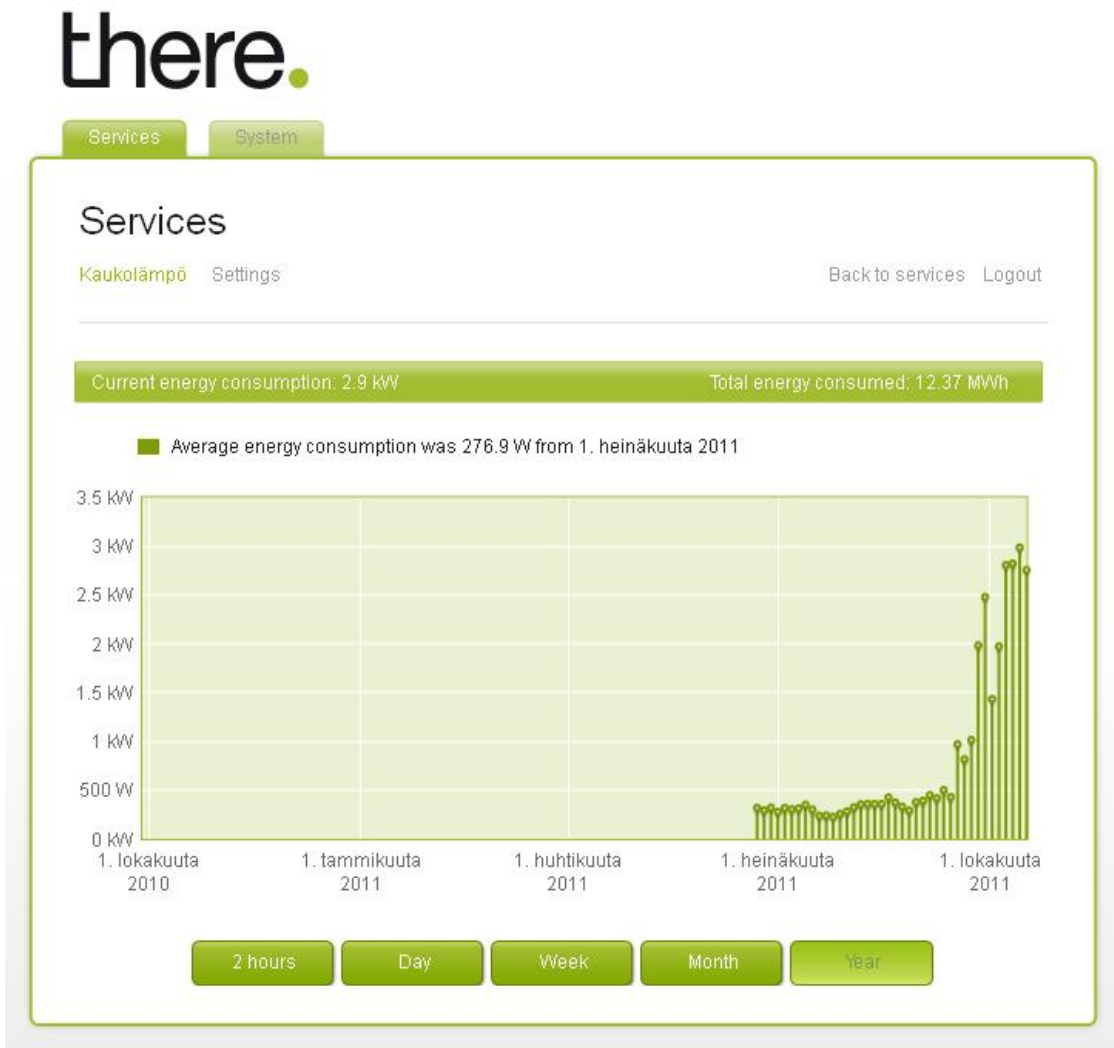 there.
Services System
Services
Kaukolämpö Settings Back to services Logout
Current energy consumption: 2.9 kW Total energy consumed: 12.37 MWh
Average energy consumption was 276.9 W from 1. heinäkuuta 2011
3.5 kW
3 kW
2.5 kW
2 kW
1.5 kW
1 kW
500 W
0 kW
1. lokakuuta 1. tammikuuta 1. huhtikuuta 1. heinäkuuta 1. lokakuuta
2010 2011 2011 2011 2011
2 hours Day Week Month Year